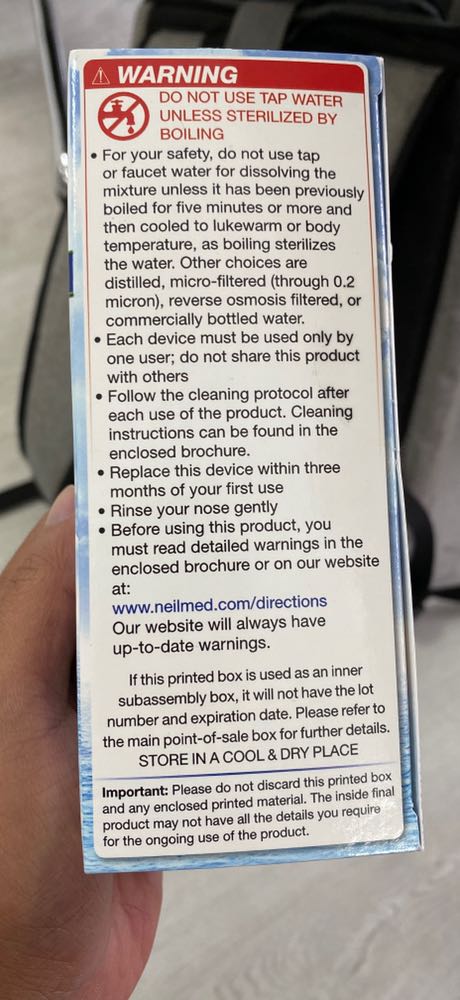 WARNING
DO NOT USE TAP WATER
UNLESS STERILIZED BY
BOILING
• For your safety, do not use tap
or faucet water for dissolving the
mixture unless it has been previously
boiled for five minutes or more and
then cooled to lukewarm or body
temperature, as boiling sterilizes
the water. Other choices are
distilled, micro-filtered (through 0.2
micron), reverse osmosis filtered, or
commercially bottled water.
• Each device must be used only by
one user; do not share this product
with others
• Follow the cleaning protocol after
each use of the product. Cleaning
instructions can be found in the
enclosed brochure.
• Replace this device within three
months of your first use
• Rinse your nose gently
• Before using this product, you
must read detailed warnings in the
enclosed brochure or on our website
at:
www.neilmed.com/directions
Our website will always have
up-to-date warnings.
If this printed box is used as an inner
subassembly box, it will not have the lot
number and expiration date. Please refer to
the main point-of-sale box for further details.
STORE IN A COOL & DRY PLACE
Important: Please do not discard this printed box
and any enclosed printed material. The inside final
product may not have all the details you require
for the ongoing use of the product.